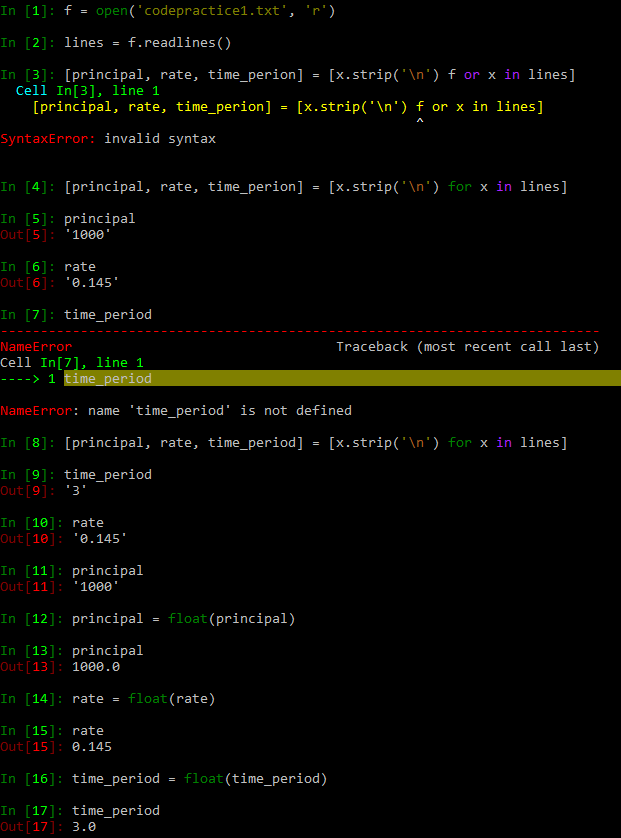 In [1]: f = open('codepractice1.txt', 'r')
In [2]: lines = f.readlines()
In [3]: [principal, rate, time_perion] = [x.strip('\n') f or x in lines]
Cell In[3], line 1
[principal, rate, time_perion] = [x.strip('\n') f or x in lines]
^
SyntaxError: invalid syntax
In [4]: [principal, rate, time_perion] = [x.strip('\n') for x in lines]
In [5]: principal
Out[5]: '1000'
In [6]: rate
Out[6]: '0.145'
In [7]: time_period
---------------------------------------------------------------------------
NameError                                 Traceback (most recent call last)
Cell In[7], line 1
----> 1 time_period
NameError: name 'time_period' is not defined
In [8]: [principal, rate, time_period] = [x.strip('\n') for x in lines]
In [9]: time_period
Out[9]: '3'
In [10]: rate
Out[10]: '0.145'
In [11]: principal
Out[11]: '1000'
In [12]: principal = float(principal)
In [13]: principal
Out[13]: 1000.0
In [14]: rate = float(rate)
In [15]: rate
Out[15]: 0.145
In [16]: time_period = float(time_period)
In [17]: time_period
Out[17]: 3.0